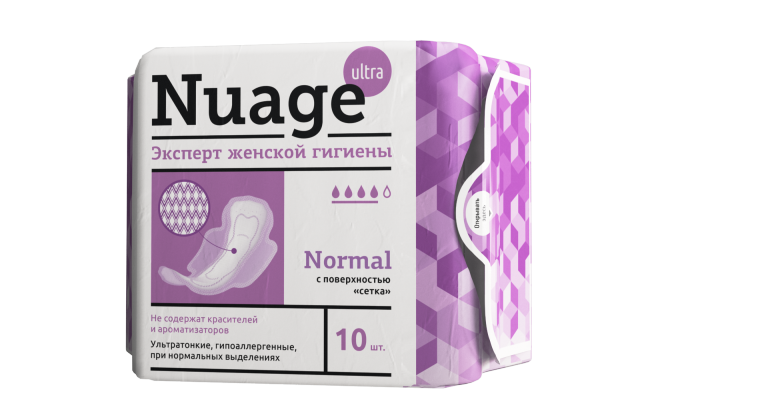 ultra
Nuage
Эксперт женской гигиены
Normal
с поверхностью
«сетка»
Не содержат красителей
и ароматизаторов
Ультратонкие, гипоаллергенные,
при нормальных выделениях
10 шт.
Открывать
здесь